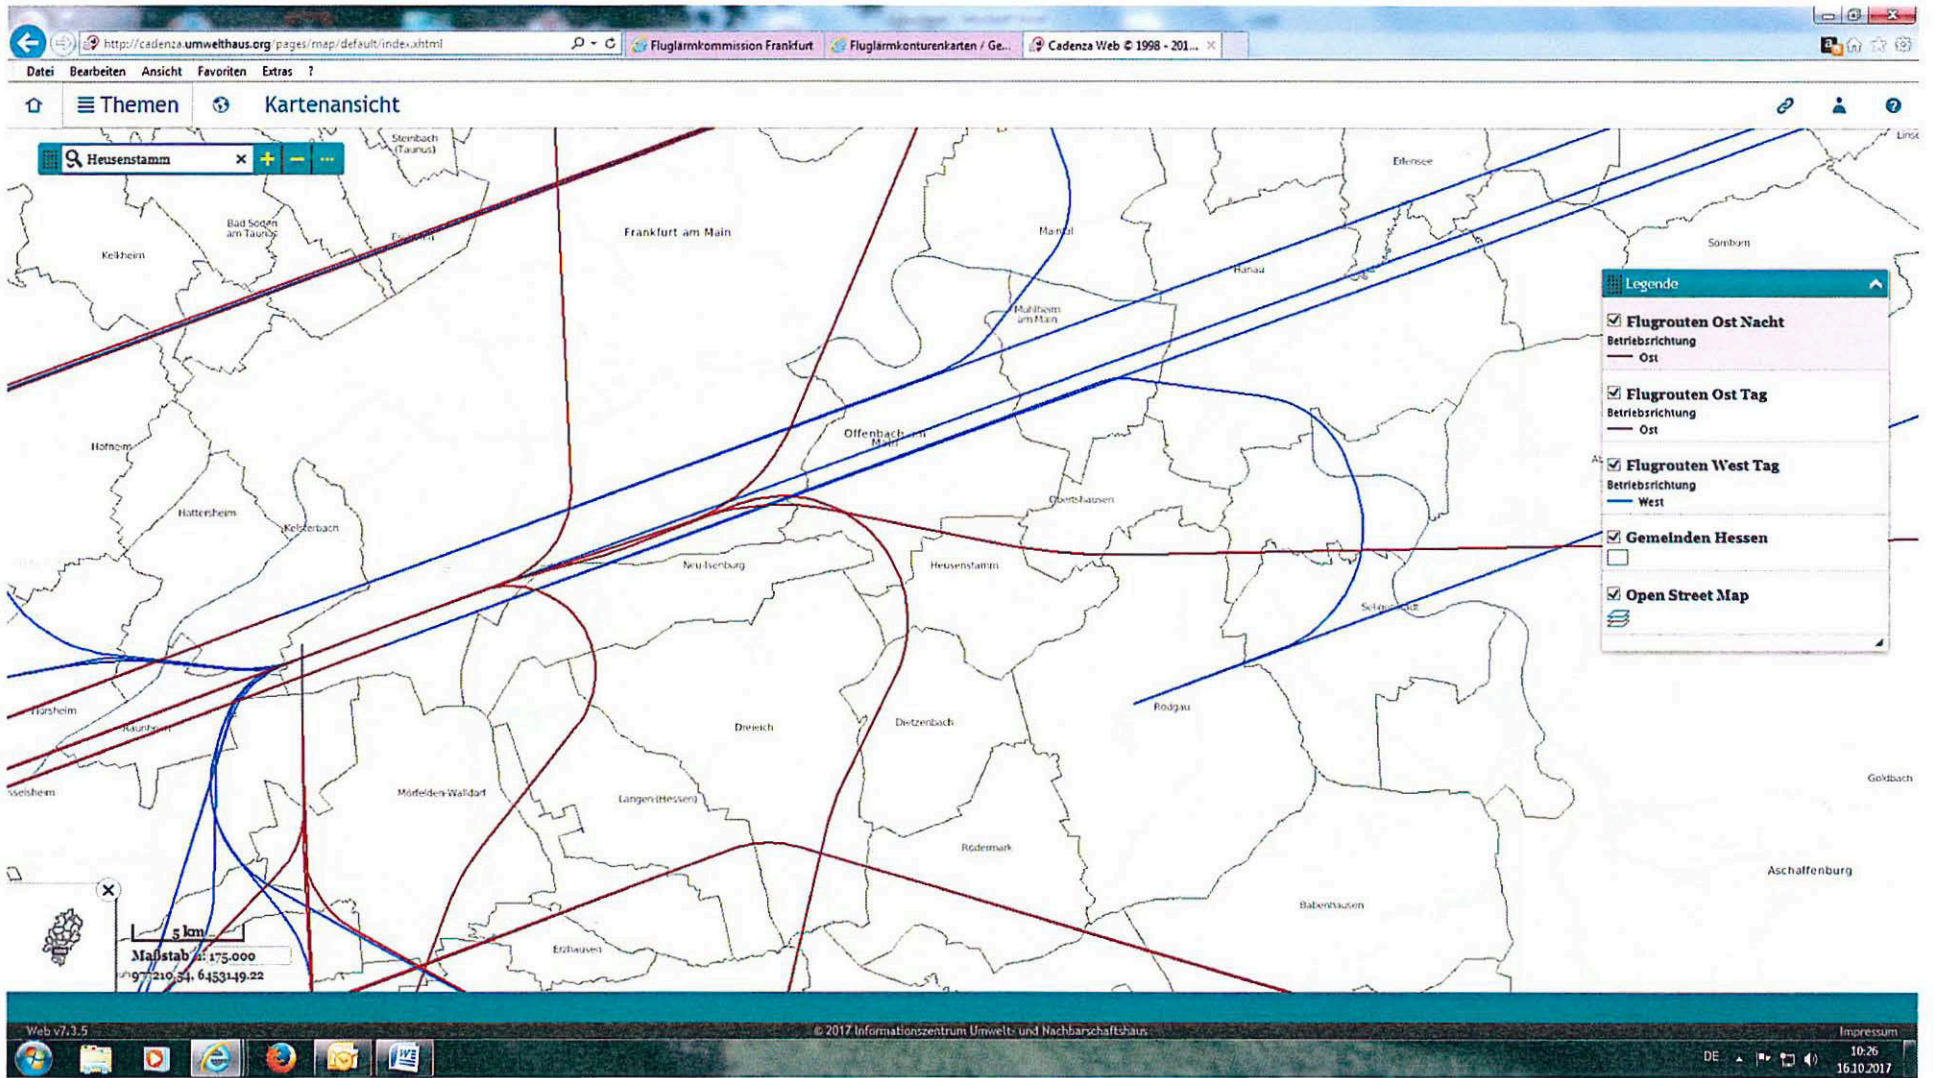 http://cadenza.umwelthaus.org/pages/map/default/index.xhtml
Fluglärmkommission Frankfurt
Fluglärmkonturenkarten / Ge...
Cadenza Web © 1998 - 201...
Datei Bearbeiten Ansicht Favoriten Extras ?
Themen
Kartenansicht
Heusenstamm
Steinbach
(Taunus)
Erlensee
Bad Soden
am Taunus
Frankfurt am Main
Maintal
Kelkheim
Hanau
Somborn
Mühlheim
am Main
Hofheim
Offenbach am
Main
Hattersheim
Kelsterbach
Obertshausen
Neu-Isenburg
Heusenstamm
Seligenstadt
Raunheim
Rodgau
Dreieich
Dietzenbach
Goldbach
Mörfelden-Walldorf
Langen (Hessen)
Rödermark
Aschaffenburg
Babenhausen
Erzhausen
Legende
Flugrouten Ost Nacht
Betriebsrichtung
Ost
Flugrouten Ost Tag
Betriebsrichtung
Ost
Flugrouten West Tag
Betriebsrichtung
West
Gemeinden Hessen
Open Street Map
5 km
Maßstab 1: 175.000
Web v7.3.5
© 2017 Informationszentrum Umwelt- und Nachbarschaftshaus
Impressum
DE
10:26
16.10.2017